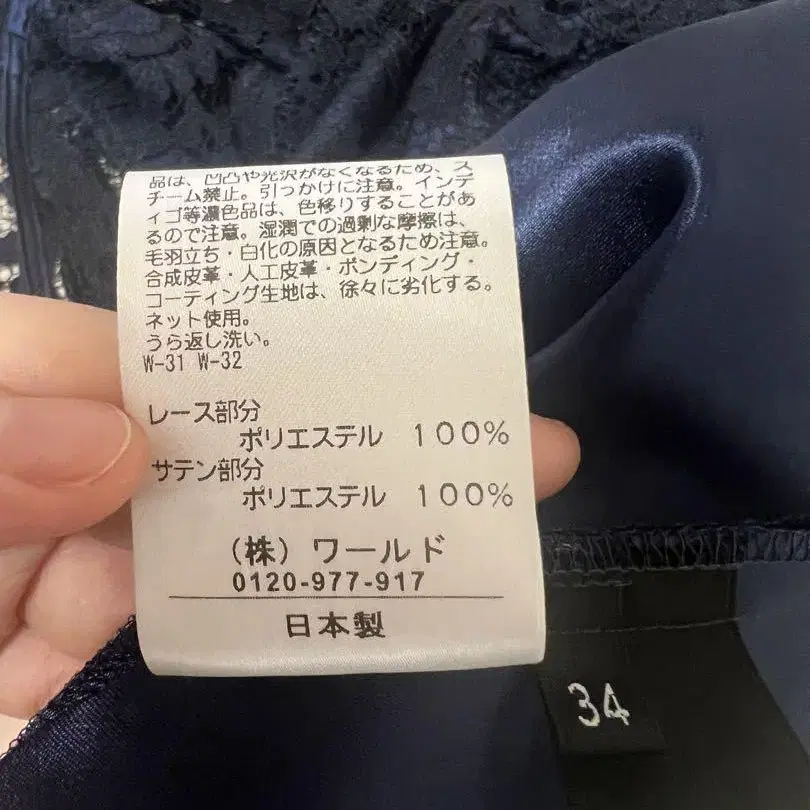 品は、凹凸や光沢がなくなるため、ス
チーム禁止。引っかけに注意。インデ
ィゴ等濃色品は、色移りすることがあ
るので注意。湿潤での過剰な摩擦は、
毛羽立ち・白化の原因となるため注意。
合成皮革・人工皮革・ボンディング・
コーティング生地は、徐々に劣化する。
ネット使用。
うら返し洗い。
W-31 W-32
レース部分
ポリエステル 100%
サテン部分
ポリエステル 100%
(株) ワールド
0120-977-917
日本製
34